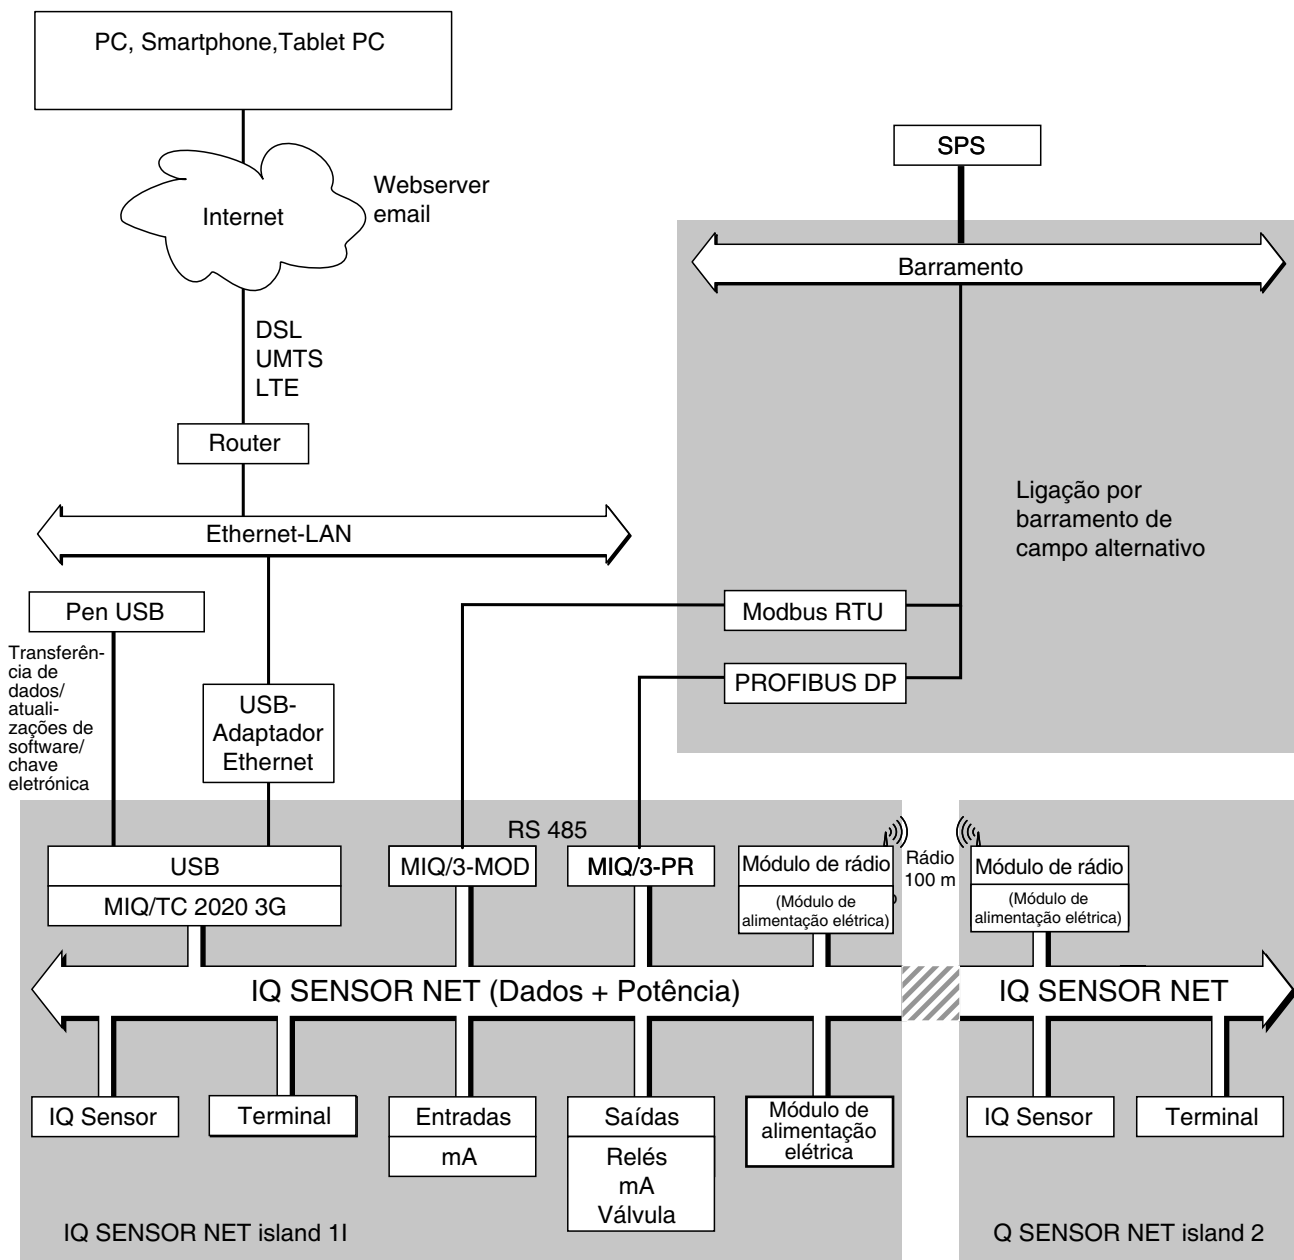 PC, Smartphone,Tablet PC
SPS
Webserver
email
Internet
Barramento
DSL
UMTS
LTE
Router
Ethernet-LAN
Ligação por
barramento de
campo alternativo
Pen USB
Modbus RTU
Transferên-
cia de
dados/
atuali-
zações de
software/
chave
eletrónica
PROFIBUS DP
USB-
Adaptador
Ethernet
RS 485
USB
MIQ/TC 2020 3G
MIQ/3-MOD
MIQ/3-PR
Módulo de rádio
(Módulo de
alimentação elétrica)
Rádio
100 m
Módulo de rádio
(Módulo de
alimentação elétrica)
IQ SENSOR NET (Dados + Potência)
IQ SENSOR NET
IQ Sensor
Terminal
Entradas
mA
Saídas
Relés
mA
Válvula
Módulo de
alimentação
elétrica
IQ Sensor
Terminal
IQ SENSOR NET island 1I
Q SENSOR NET island 2